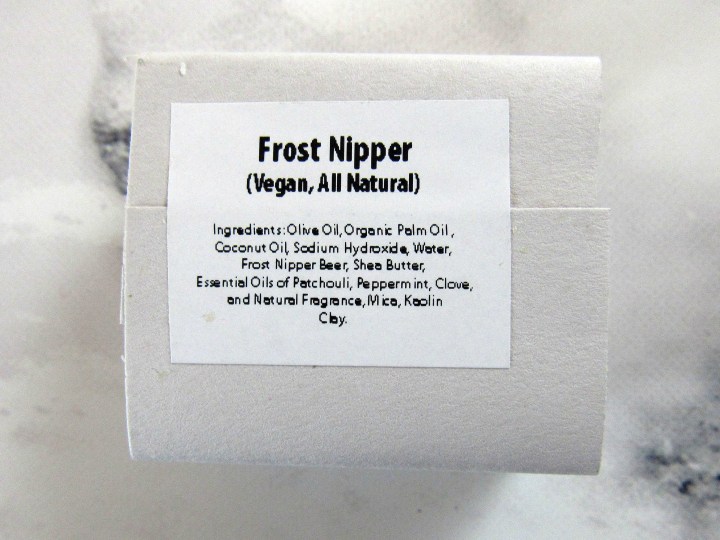 Frost Nipper
(Vegan, All Natural)
Ingredients: Olive Oil, Organic Palm Oil,
Coconut Oil, Sodium Hydroxide, Water,
Frost Nipper Beer, Shea Butter,
Essential Oils of Patchouli, Peppermint, Clove,
and Natural Fragrance, Mica, Kaolin
Clay.